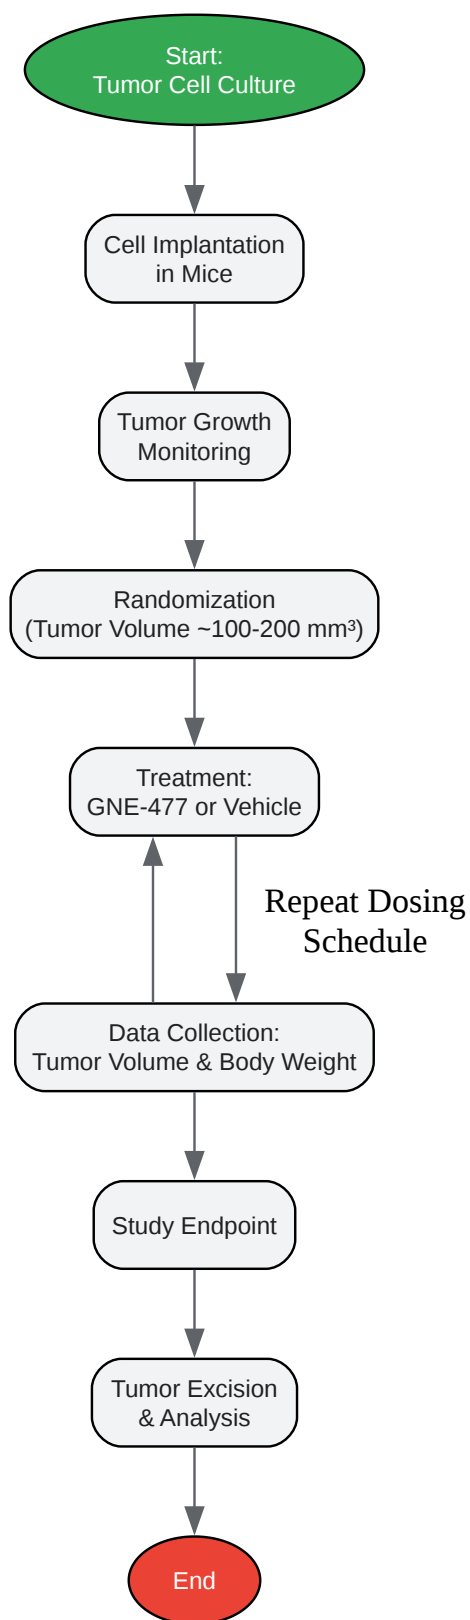 Start:
Tumor Cell Culture
Cell Implantation
in Mice
Tumor Growth
Monitoring
Randomization
(Tumor Volume ~100-200 mm³)
Treatment:
GNE-477 or Vehicle
Repeat Dosing
Schedule
Data Collection:
Tumor Volume & Body Weight
Study Endpoint
Tumor Excision
& Analysis
End